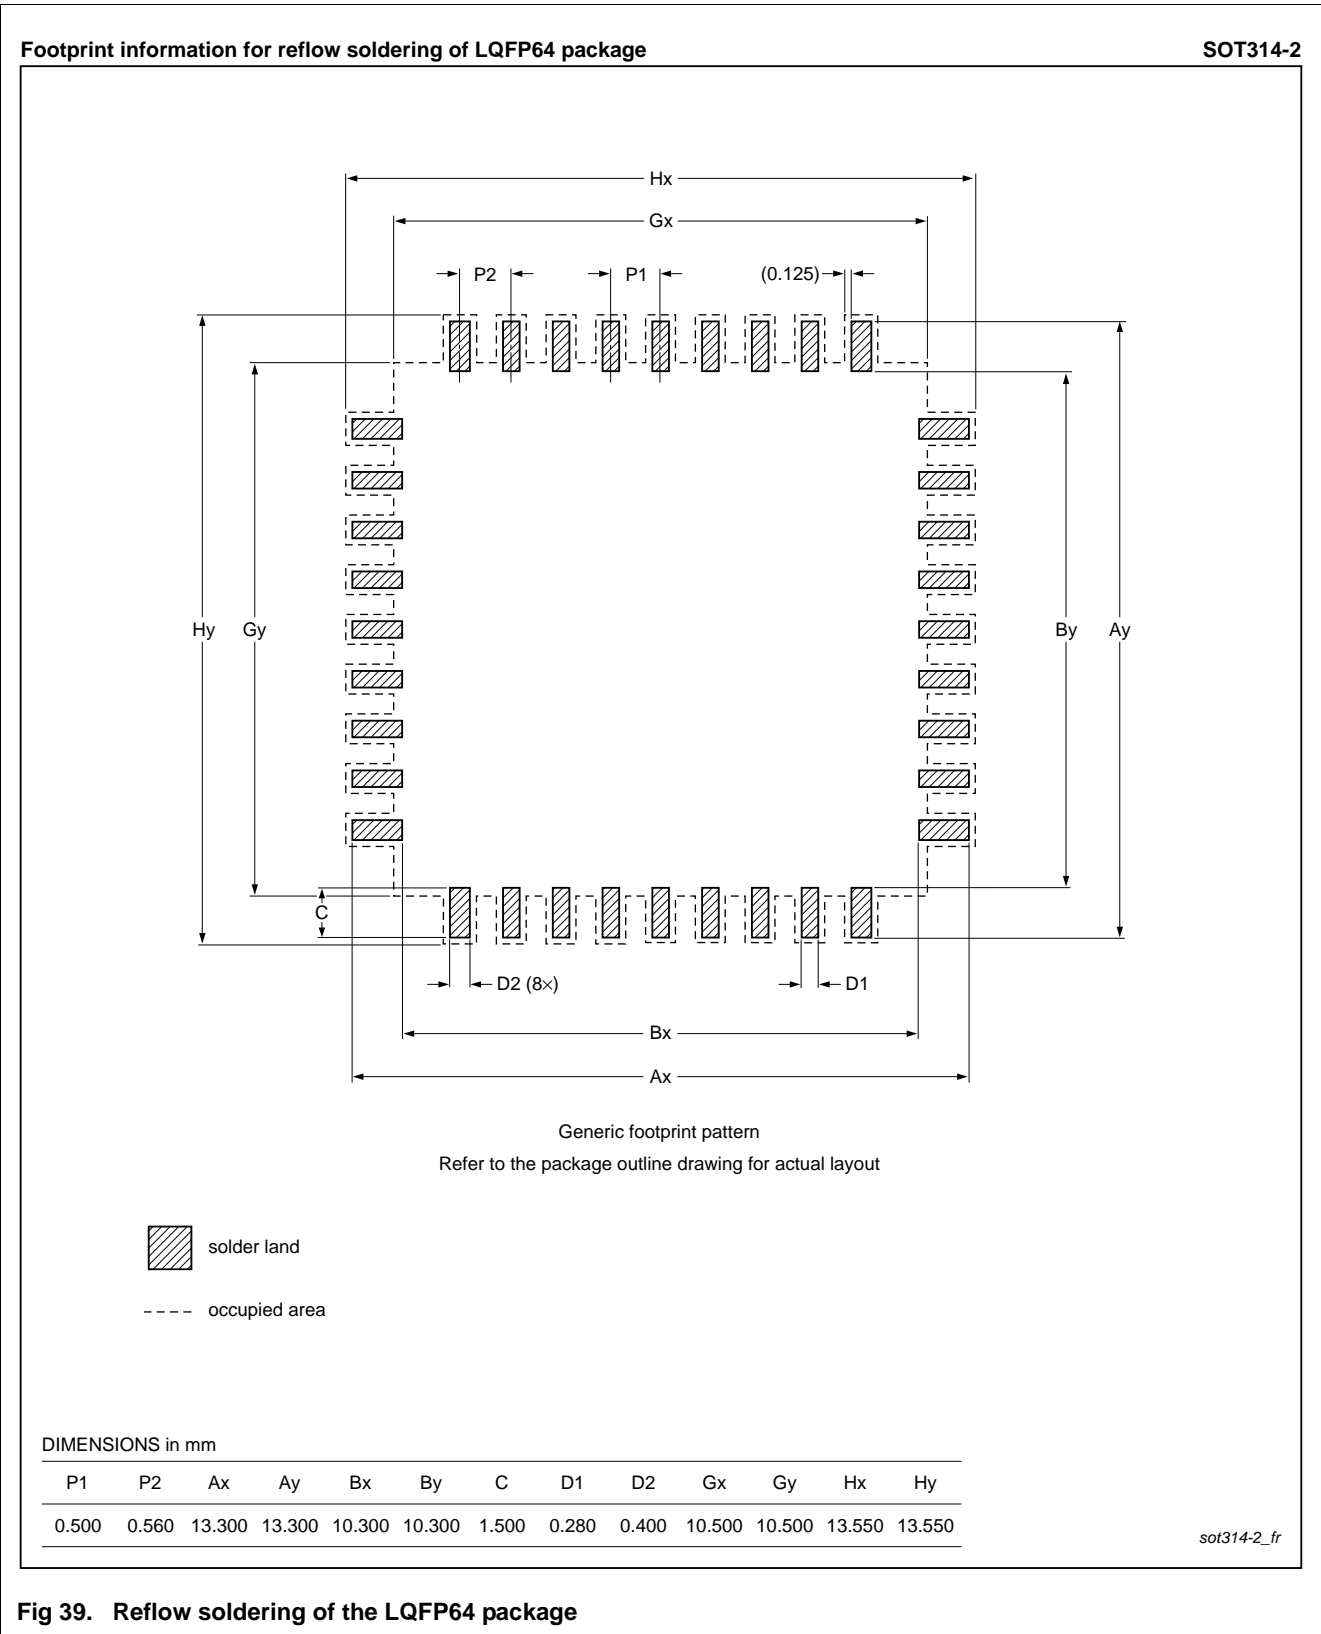 Footprint information for reflow soldering of LQFP64 package SOT314-2
Hx
Gx
P2 P1 (0.125)
Hy Gy By Ay
C
D2 (8×) D1
Bx
Ax
Generic footprint pattern
Refer to the package outline drawing for actual layout
solder land
occupied area
DIMENSIONS in mm
P1 P2 Ax Ay Bx By C D1 D2 Gx Gy Hx Hy
0.500 0.560 13.300 13.300 10.300 10.300 1.500 0.280 0.400 10.500 10.500 13.550 13.550
sot314-2_fr
Fig 39. Reflow soldering of the LQFP64 package